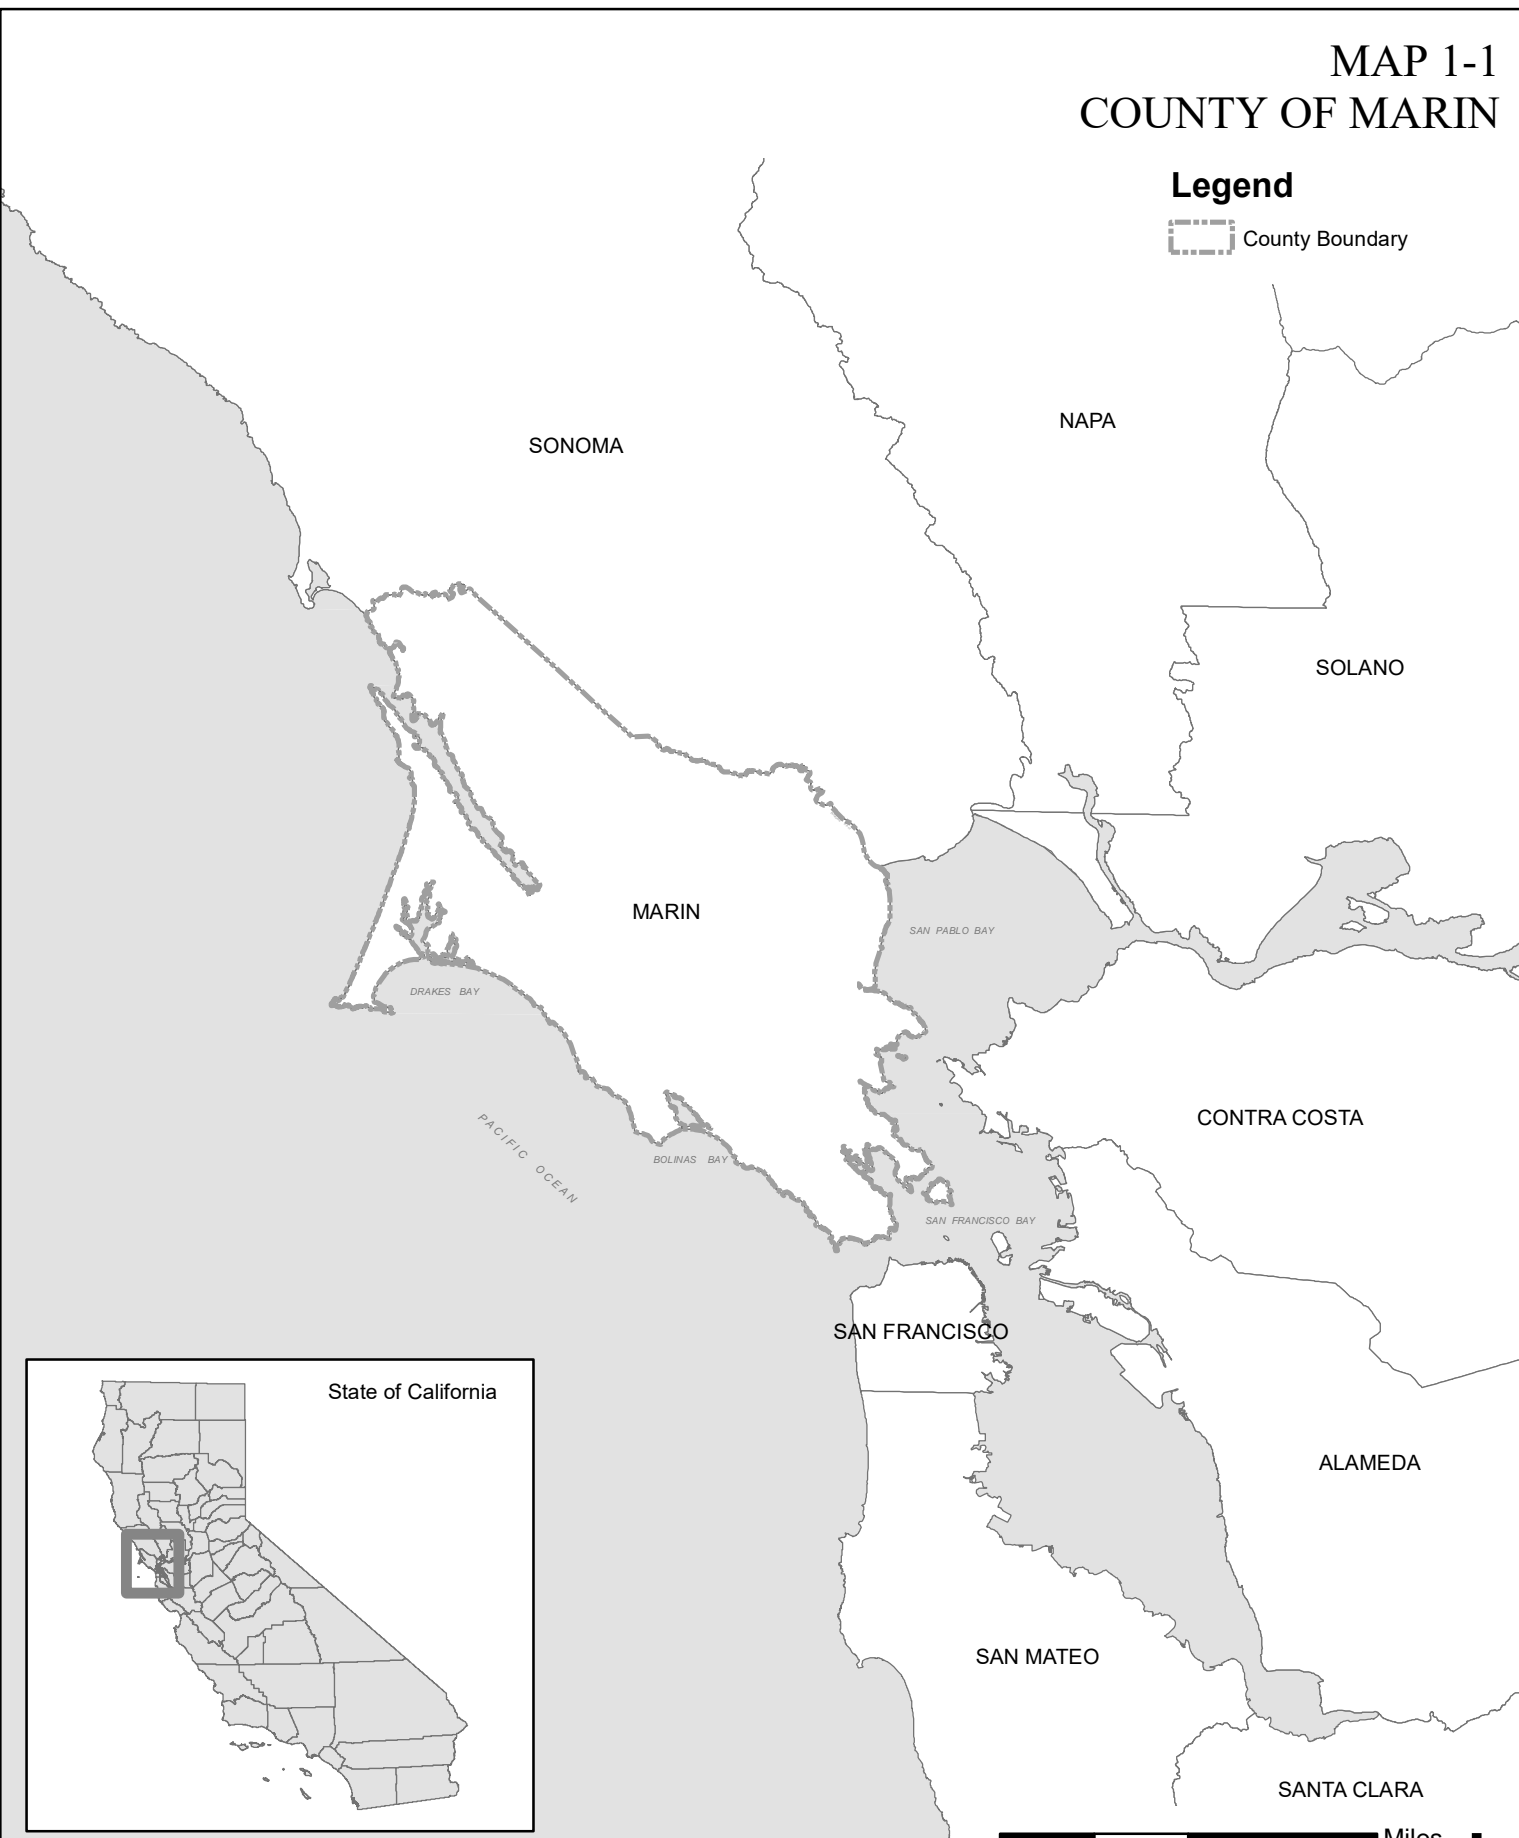 MAP 1-1
COUNTY OF MARIN
Legend
County Boundary
NAPA
SONOMA
SOLANO
MARIN
SAN PABLO BAY
DRAKES BAY
CONTRA COSTA
PACIFIC OCEAN
BOLINAS BAY
SAN FRANCISCO BAY
SAN FRANCISCO
State of California
ALAMEDA
SAN MATEO
SANTA CLARA
Miles